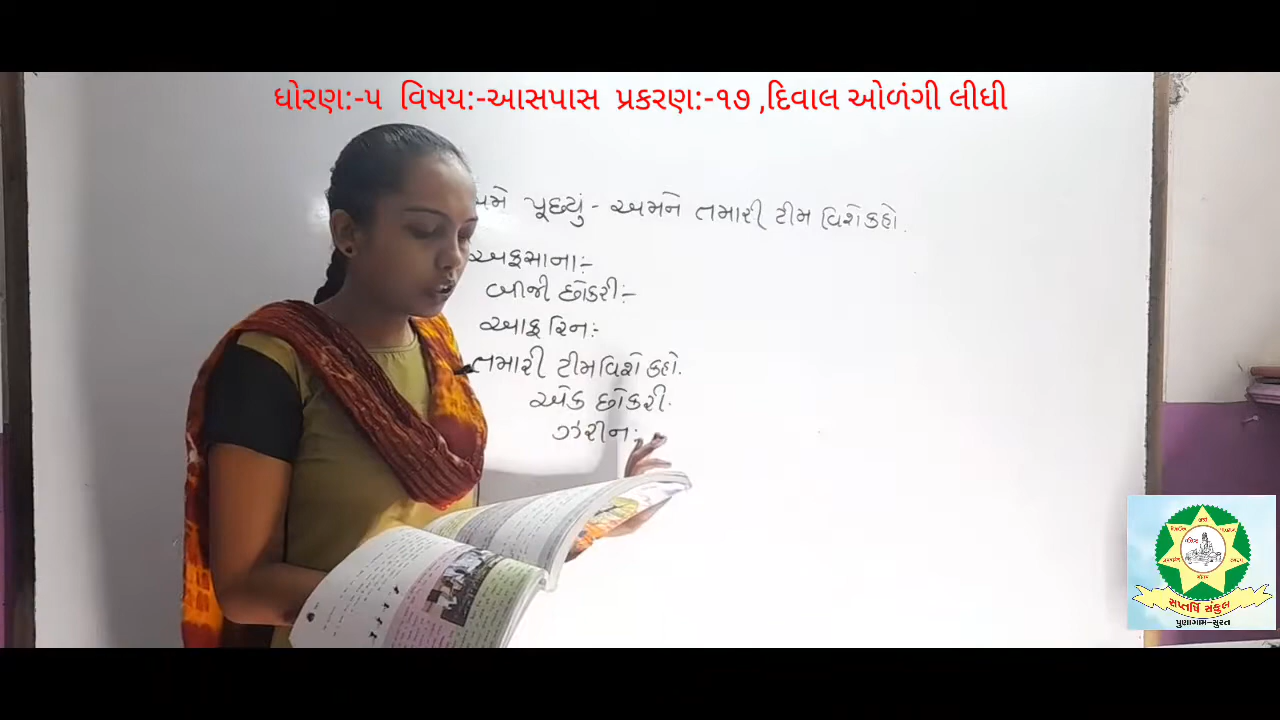 ધોરણ:-૫ વિષય:-આસપાસ પ્રકરણ:-૧૭ ,દિવાલ ઓળંગી લીધી
અમે પૂછ્યું - અમને તમારી ટીમ વિશે કહો.
અફસાના:-
બીજી છોકરી:-
આફરિન:-
તમારી ટીમ વિશે કહો.
એક છોકરી.
ઝરીન:
સપ્તર્ષિ સંકુલ
પુણાગામ-સુરત